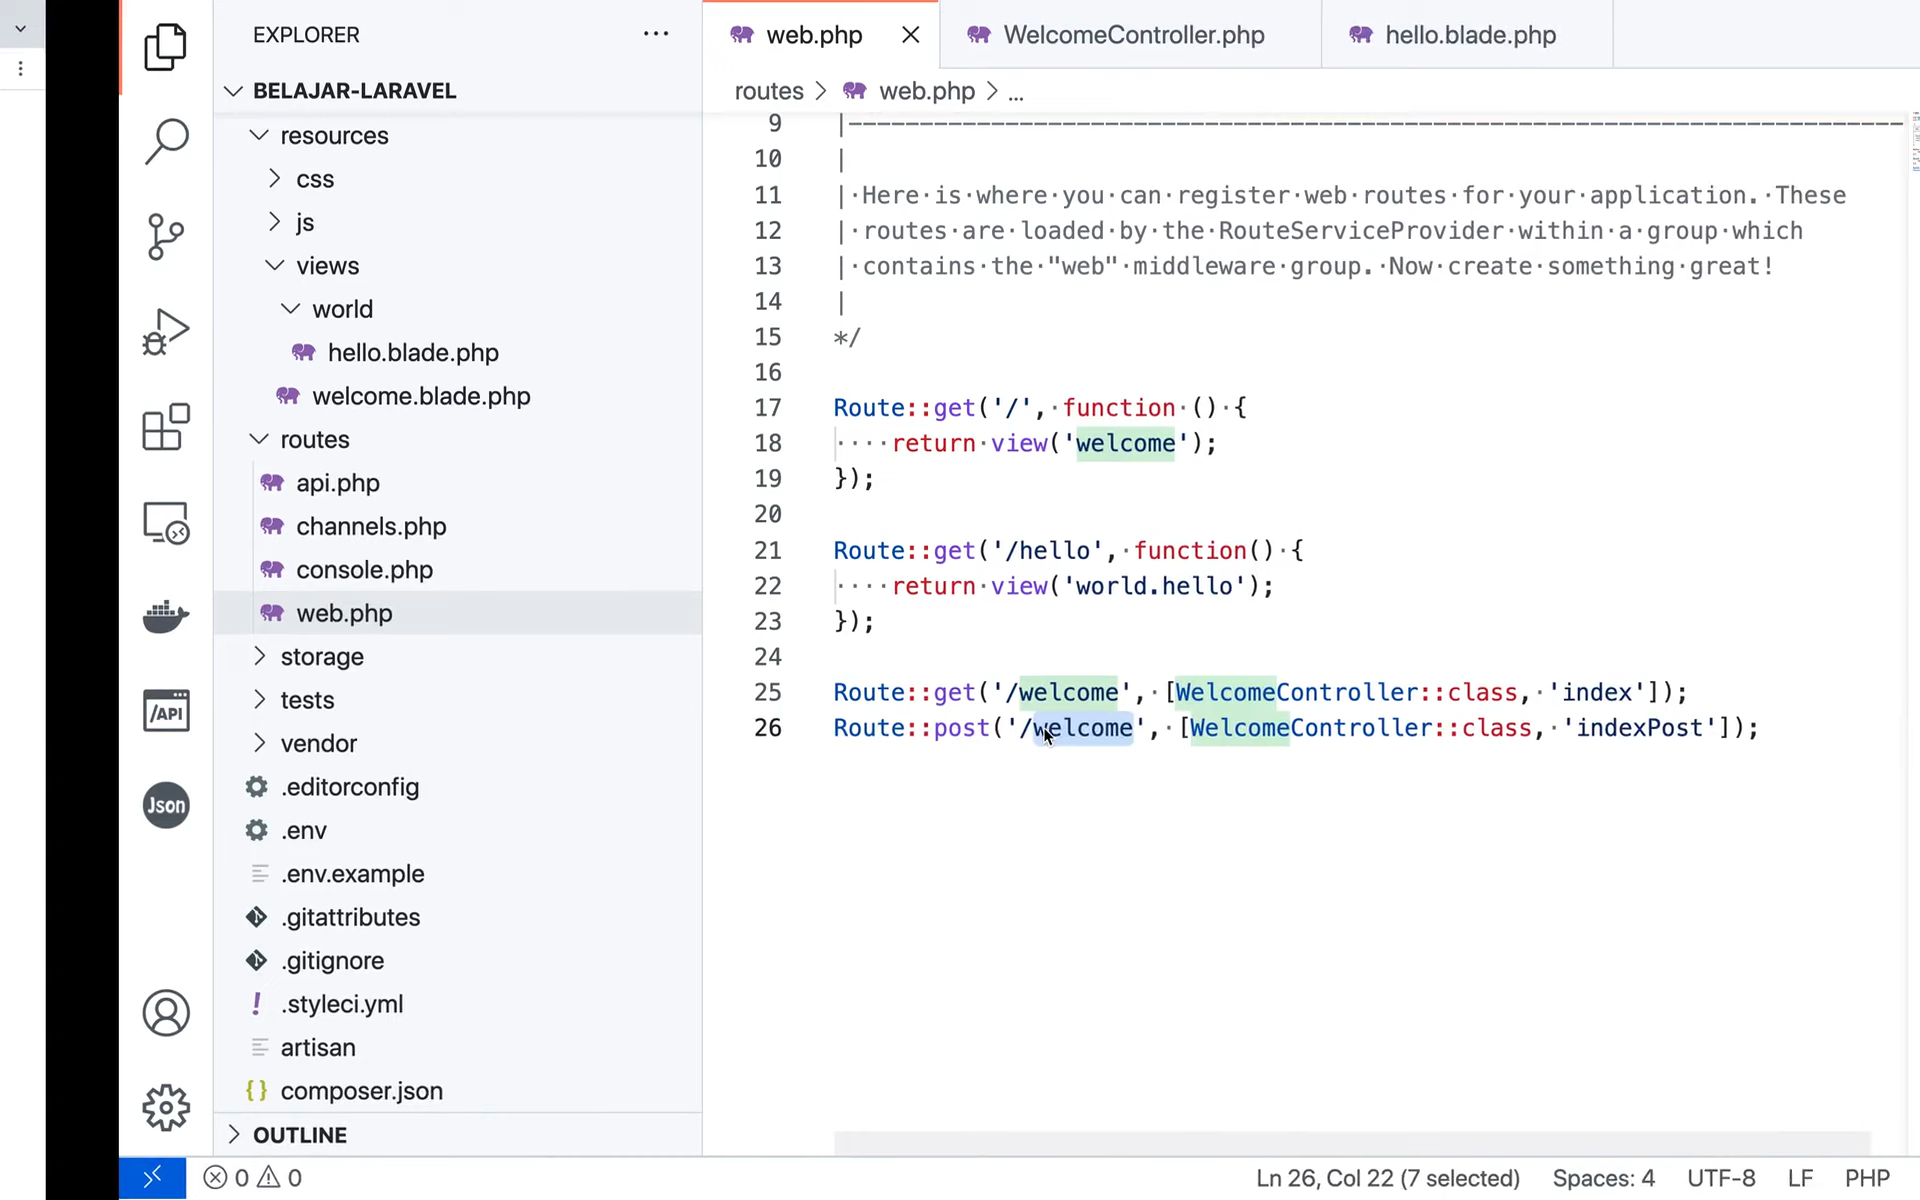 EXPLORER
BELAJAR-LARAVEL
resources
css
js
views
world
hello.blade.php
welcome.blade.php
routes
api.php
channels.php
console.php
web.php
storage
tests
vendor
.editorconfig
.env
.env.example
.gitattributes
.gitignore
.styleci.yml
artisan
composer.json
OUTLINE
/API
Json
web.php
WelcomeController.php
hello.blade.php
routes > web.php > ...
9 |--------------------------------------------------------------------------
10 |
11 | Here is where you can register web routes for your application. These
12 | routes are loaded by the RouteServiceProvider within a group which
13 | contains the "web" middleware group. Now create something great!
14 |
15 */
16
17 Route::get('/', function () {
18     return view('welcome');
19 });
20
21 Route::get('/hello', function() {
22     return view('world.hello');
23 });
24
25 Route::get('/welcome', [WelcomeController::class, 'index']);
26 Route::post('/welcome', [WelcomeController::class, 'indexPost']);
0 0
Ln 26, Col 22 (7 selected) Spaces: 4 UTF-8 LF PHP